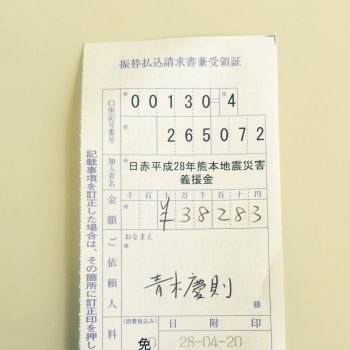 振替払込請求書兼受領証
口座記号番号
00130 4
265072
加入者名
日赤平成28年熊本地震災害
義援金
金額
千百十万千百十円
¥38283
ご依頼人
おなまえ
青木慶則
様
料
(消費税込み)
免
日附印
28-04-20
記載事項を訂正した場合は、その箇所に訂正印を押し